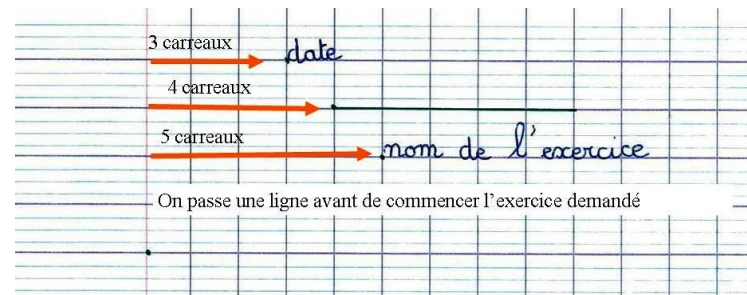 3 carreaux date
4 carreaux
5 carreaux nom de l'exercice
On passe une ligne avant de commencer l'exercice demandé